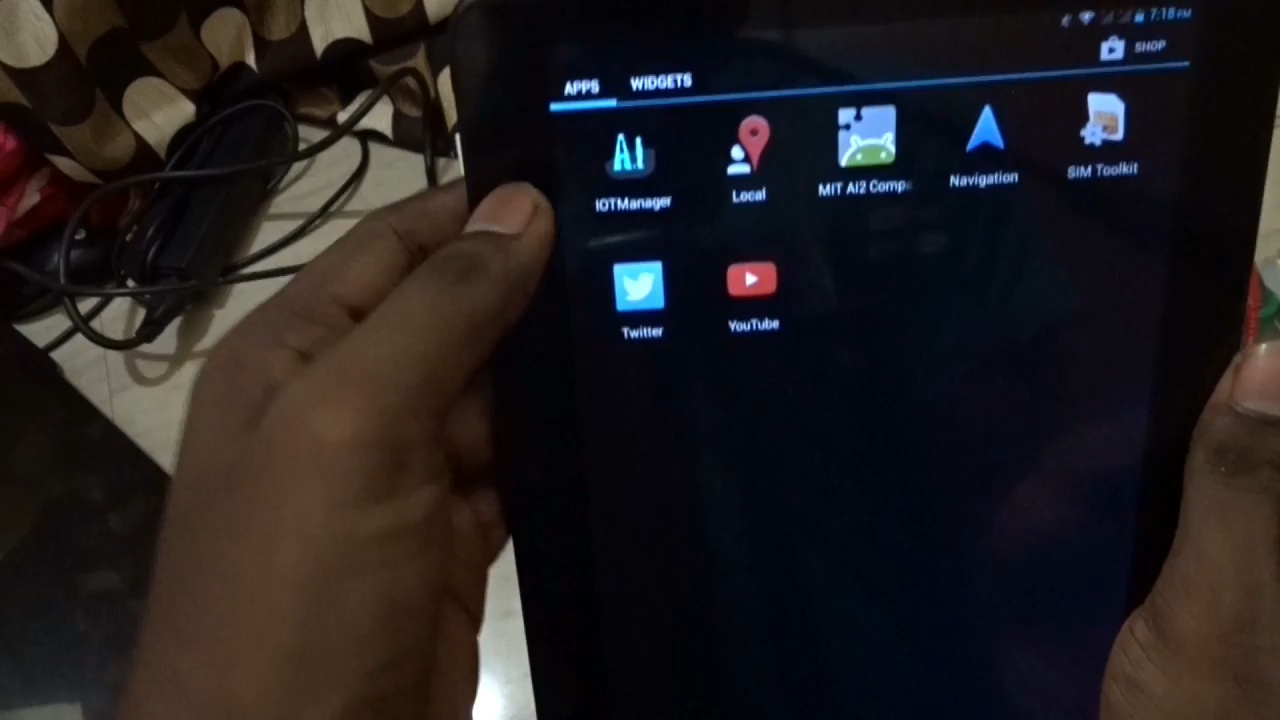 7:18 PM
SHOP
APPS WIDGETS
A.I
IOTManager
Local
MIT AI2 Comp
Navigation
SIM Toolkit
Twitter
YouTube